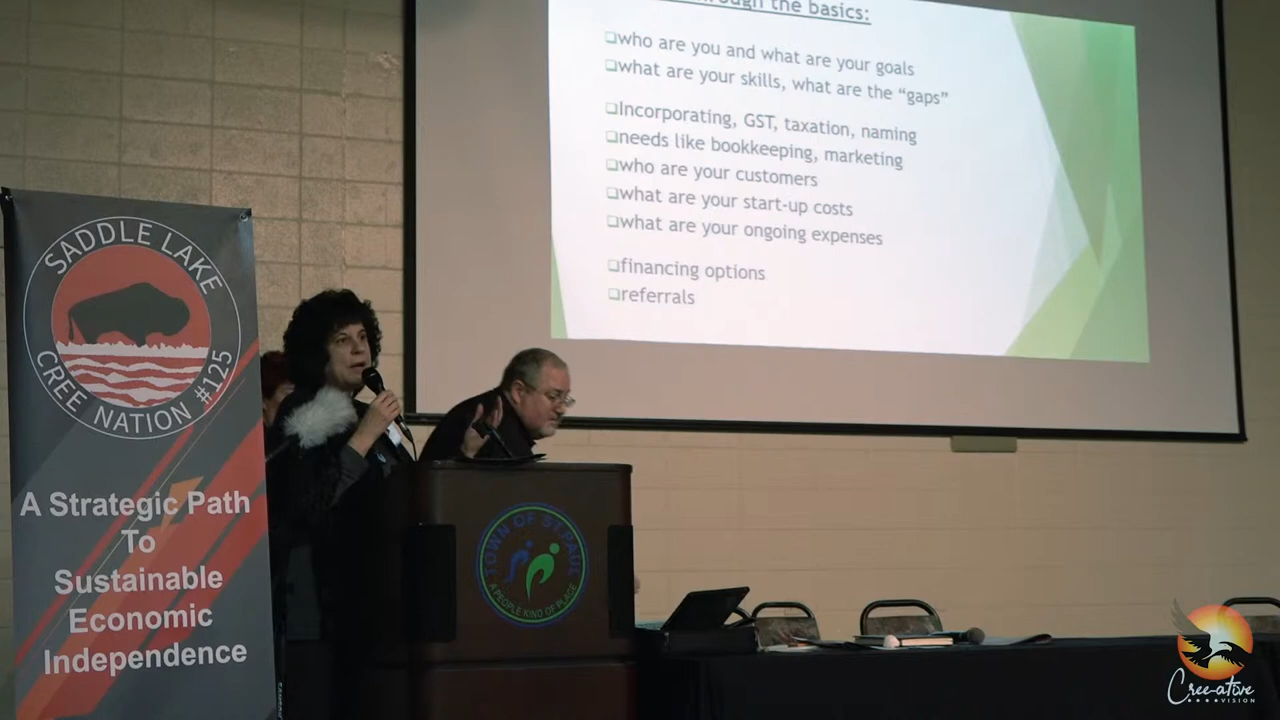 through the basics:
❑who are you and what are your goals
❑what are your skills, what are the “gaps”
❑Incorporating, GST, taxation, naming
❑needs like bookkeeping, marketing
❑who are your customers
❑what are your start-up costs
❑what are your ongoing expenses
❑financing options
❑referrals
SADDLE LAKE
CREE NATION #125
A Strategic Path
To
Sustainable
Economic
Independence
TOWN OF ST. PAUL
A PEOPLE KIND OF PLACE
Cree-ative
VISION